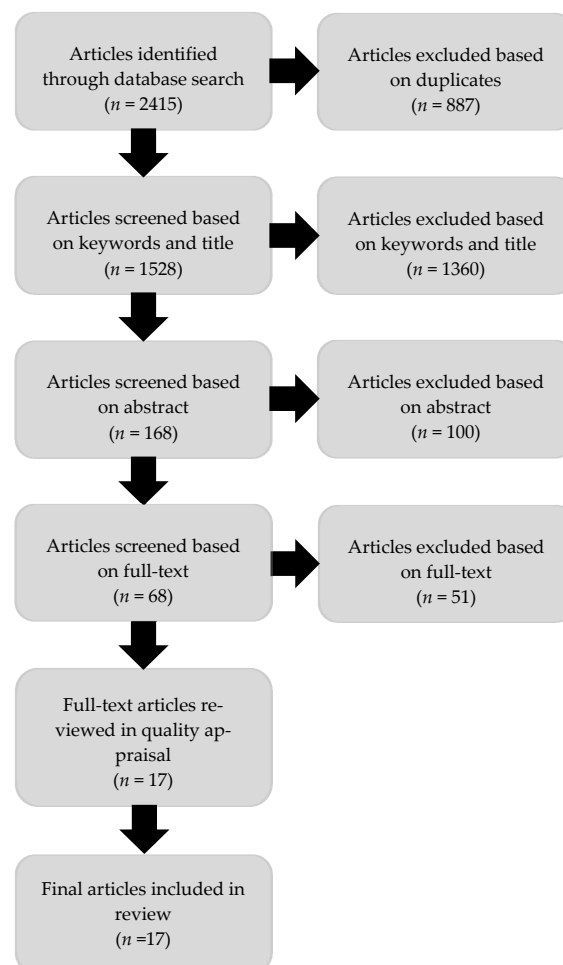 Articles identified
through database search
(n = 2415)
Articles excluded based
on duplicates
(n = 887)
Articles screened based
on keywords and title
(n = 1528)
Articles excluded based
on keywords and title
(n = 1360)
Articles screened based
on abstract
(n = 168)
Articles excluded based
on abstract
(n = 100)
Articles screened based
on full-text
(n = 68)
Articles excluded based
on full-text
(n = 51)
Full-text articles re-
viewed in quality ap-
praisal
(n = 17)
Final articles included in
review
(n =17)